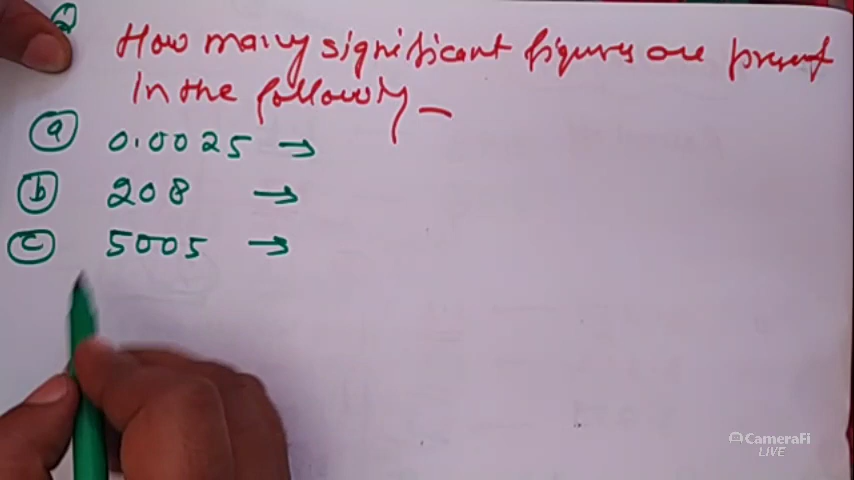 How many significant figures are present
in the following –
(a) 0.0025 →
(b) 208 →
(c) 5005 →
CameraFi
LIVE